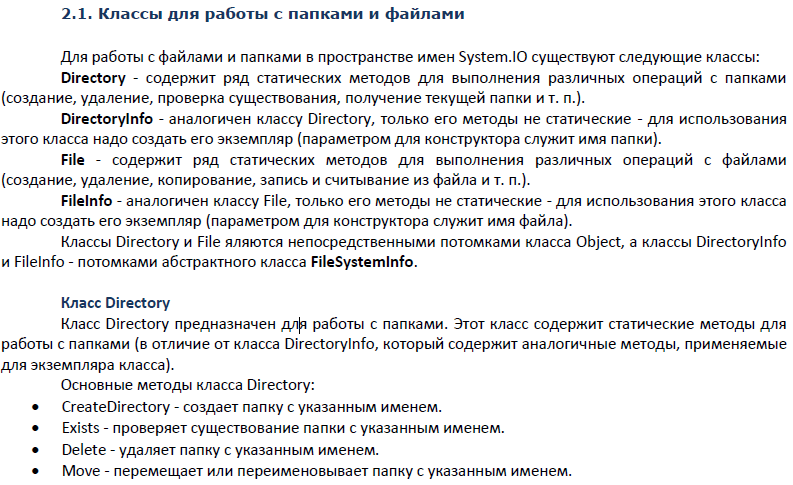 2.1. Классы для работы с папками и файлами
Для работы с файлами и папками в пространстве имен System.IO существуют следующие классы:
Directory - содержит ряд статических методов для выполнения различных операций с папками
(создание, удаление, проверка существования, получение текущей папки и т. п.).
DirectoryInfo - аналогичен классу Directory, только его методы не статические - для использования
этого класса надо создать его экземпляр (параметром для конструктора служит имя папки).
File - содержит ряд статических методов для выполнения различных операций с файлами
(создание, удаление, копирование, запись и считывание из файла и т. п.).
FileInfo - аналогичен классу File, только его методы не статические - для использования этого класса
надо создать его экземпляр (параметром для конструктора служит имя файла).
Классы Directory и File яляются непосредственными потомками класса Object, а классы DirectoryInfo
и FileInfo - потомками абстрактного класса FileSystemInfo.
Класс Directory
Класс Directory предназначен для работы с папками. Этот класс содержит статические методы для
работы с папками (в отличие от класса DirectoryInfo, который содержит аналогичные методы, применяемые
для экземпляра класса).
Основные методы класса Directory:
• CreateDirectory - создает папку с указанным именем.
• Exists - проверяет существование папки с указанным именем.
• Delete - удаляет папку с указанным именем.
• Move - перемещает или переименовывает папку с указанным именем.